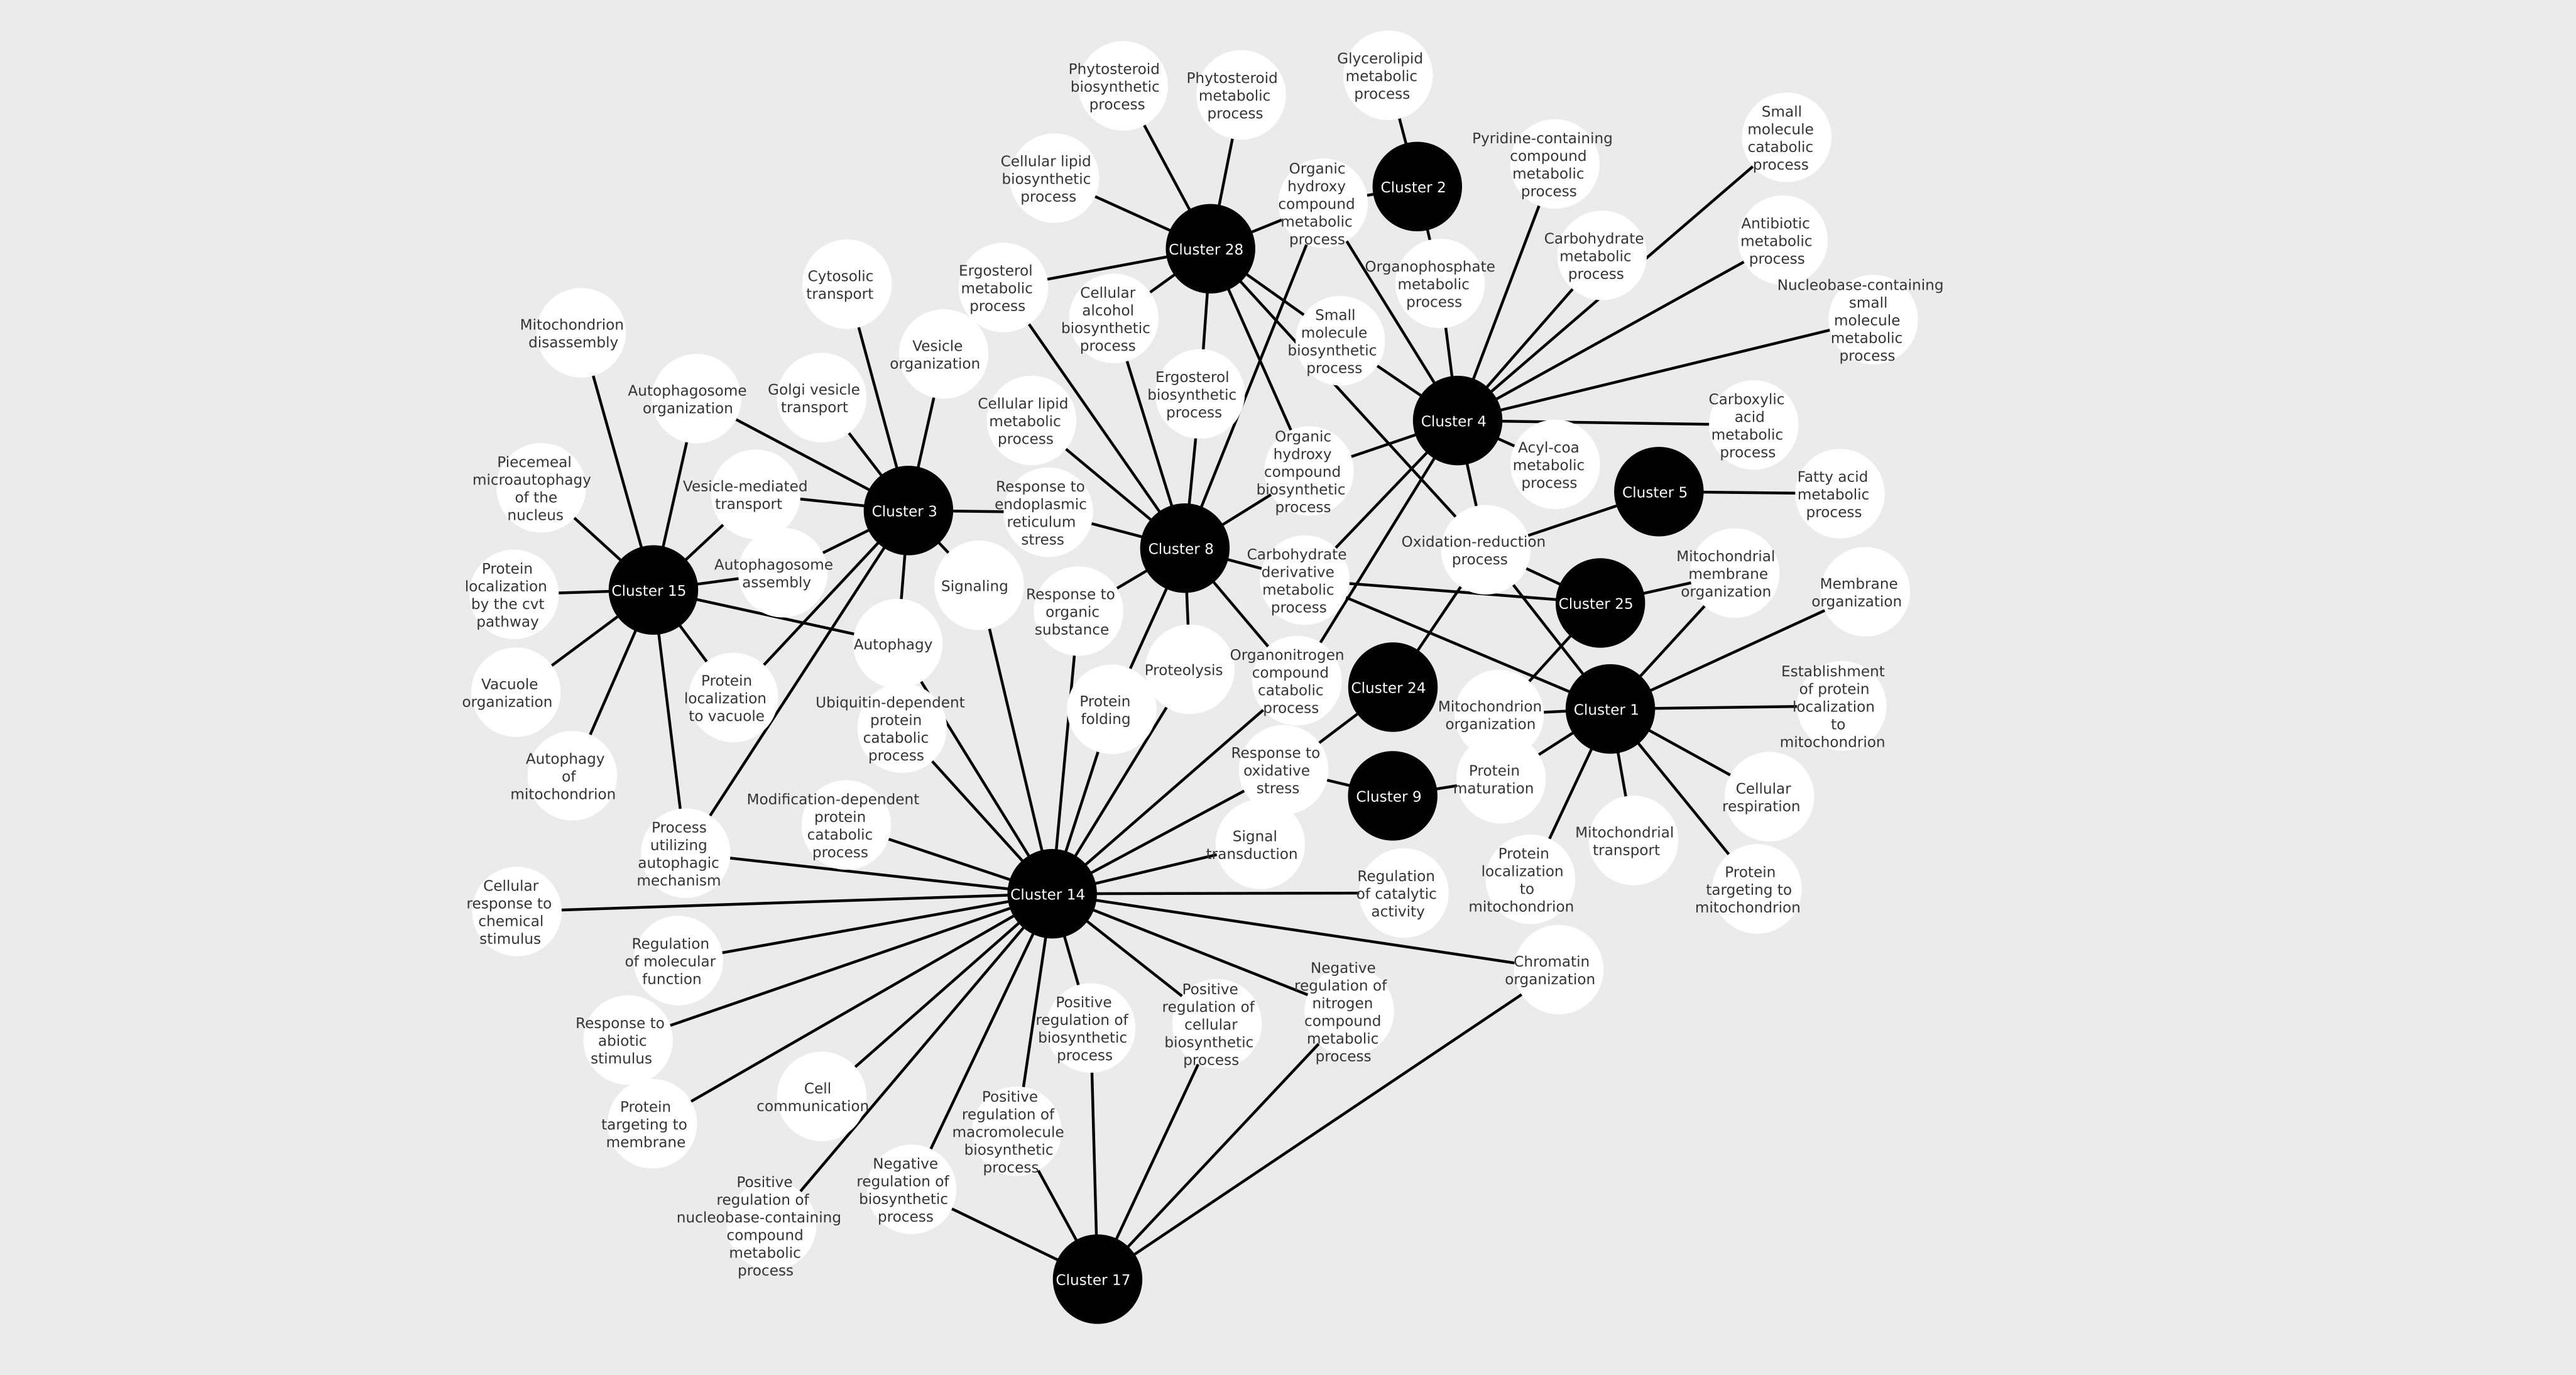 Glycerolipid
metabolic
process
Phytosteroid
biosynthetic
process
Phytosteroid
metabolic
process
Small
molecule
catabolic
process
Pyridine-containing
compound
metabolic
process
Cellular lipid
biosynthetic
process
Organic
hydroxy
compound
metabolic
process
Cluster 2
Antibiotic
metabolic
process
Carbohydrate
metabolic
process
Cluster 28
Cytosolic
transport
Ergosterol
metabolic
process
Organophosphate
metabolic
process
Nucleobase-containing
small
molecule
metabolic
process
Cellular
alcohol
biosynthetic
process
Small
molecule
biosynthetic
process
Mitochondrion
disassembly
Vesicle
organization
Autophagosome
organization
Golgi vesicle
transport
Ergosterol
biosynthetic
process
Cellular lipid
metabolic
process
Cluster 4
Carboxylic
acid
metabolic
process
Organic
hydroxy
compound
biosynthetic
process
Acyl-coa
metabolic
process
Piecemeal
microautophagy
of the
nucleus
Vesicle-mediated
transport
Cluster 3
Response to
endoplasmic
reticulum
stress
Cluster 5
Fatty acid
metabolic
process
Cluster 8
Oxidation-reduction
process
Autophagosome
assembly
Signaling
Carbohydrate
derivative
metabolic
process
Mitochondrial
membrane
organization
Membrane
organization
Protein
localization
by the cvt
pathway
Cluster 15
Response to
organic
substance
Cluster 25
Autophagy
Proteolysis
Organonitrogen
compound
catabolic
process
Cluster 24
Vacuole
organization
Protein
localization
to vacuole
Ubiquitin-dependent
protein
catabolic
process
Protein
folding
Mitochondrion
organization
Cluster 1
Establishment
of protein
localization
to
mitochondrion
Autophagy
of
mitochondrion
Response to
oxidative
stress
Cluster 9
Protein
maturation
Cellular
respiration
Modification-dependent
protein
catabolic
process
Process
utilizing
autophagic
mechanism
Signal
transduction
Mitochondrial
transport
Protein
localization
to
mitochondrion
Protein
targeting to
mitochondrion
Cluster 14
Regulation
of catalytic
activity
Cellular
response to
chemical
stimulus
Regulation
of molecular
function
Chromatin
organization
Response to
abiotic
stimulus
Positive
regulation of
biosynthetic
process
Positive
regulation of
cellular
biosynthetic
process
Negative
regulation of
nitrogen
compound
metabolic
process
Cell
communication
Protein
targeting to
membrane
Positive
regulation of
macromolecule
biosynthetic
process
Negative
regulation of
biosynthetic
process
Positive
regulation of
nucleobase-containing
compound
metabolic
process
Cluster 17